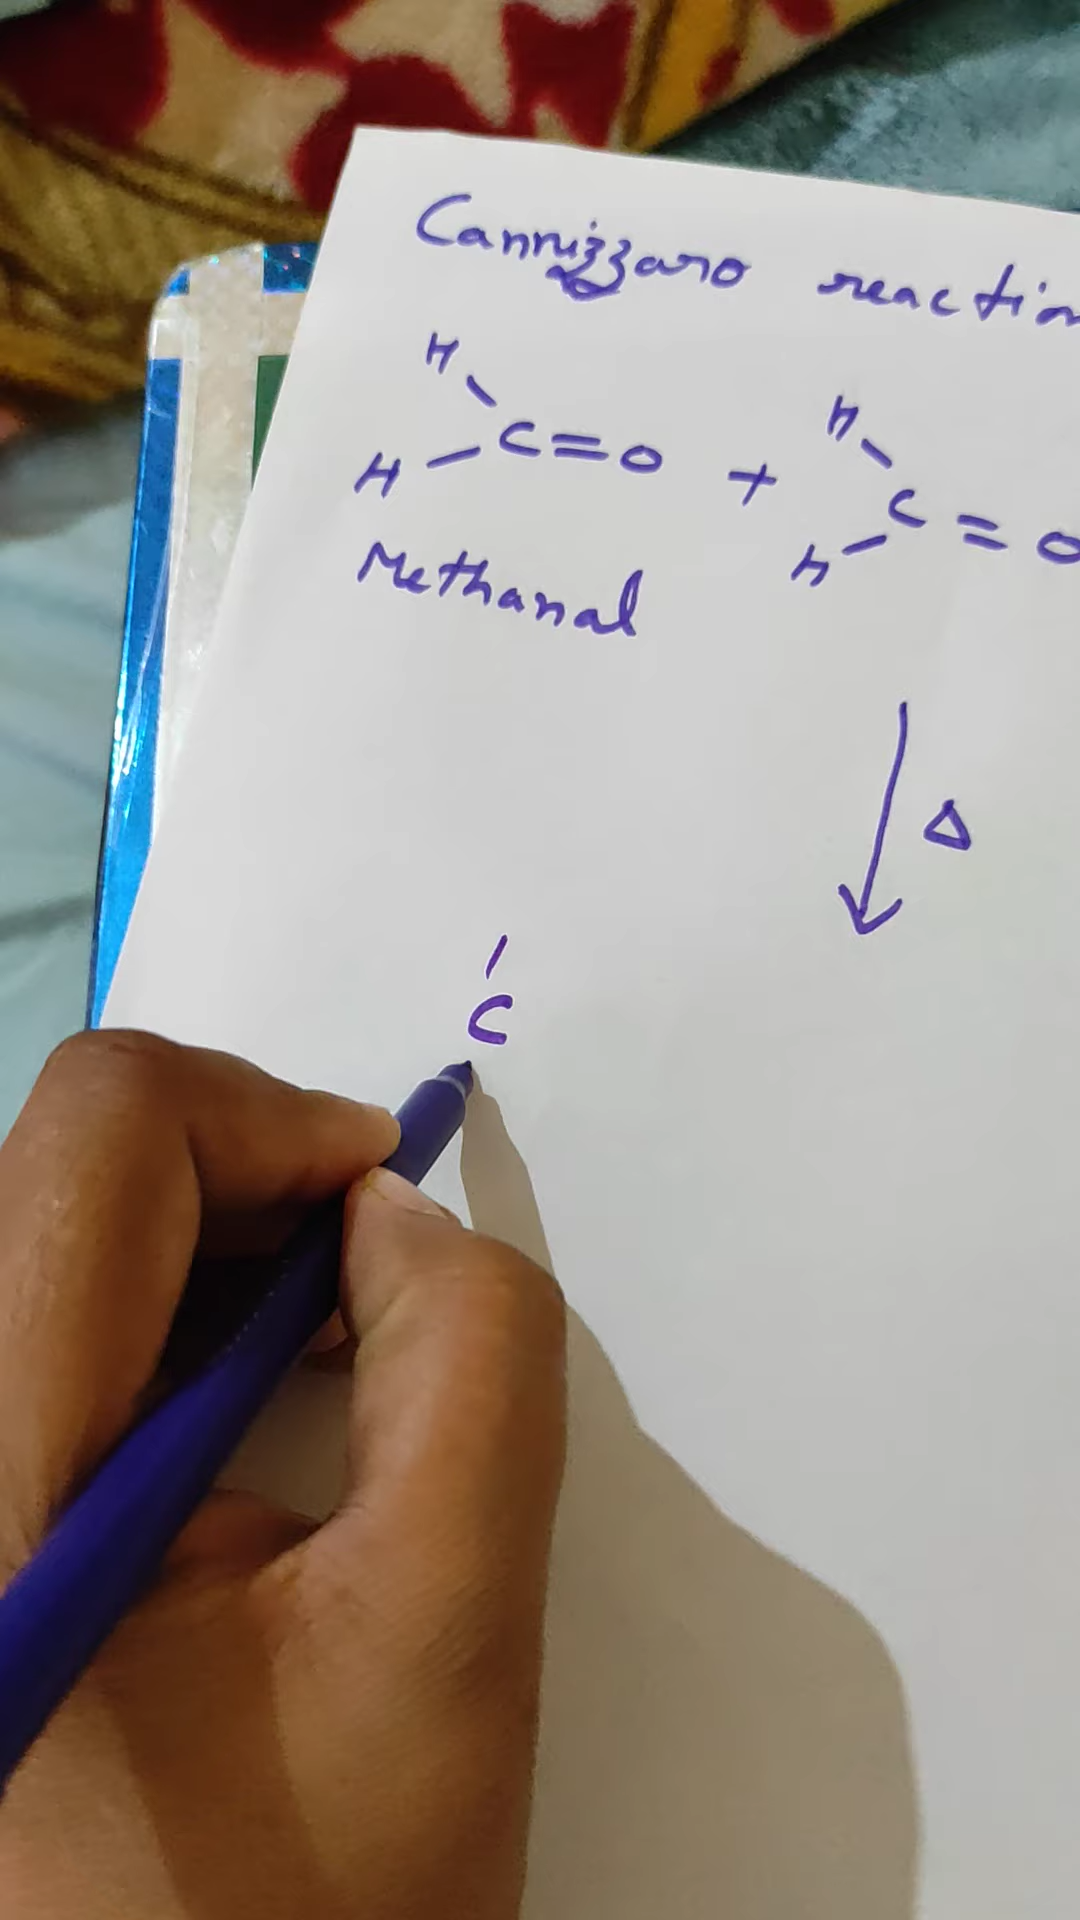 Cannizzaro reaction
H H
C=O + C=O
H H
Methanal
Δ
C